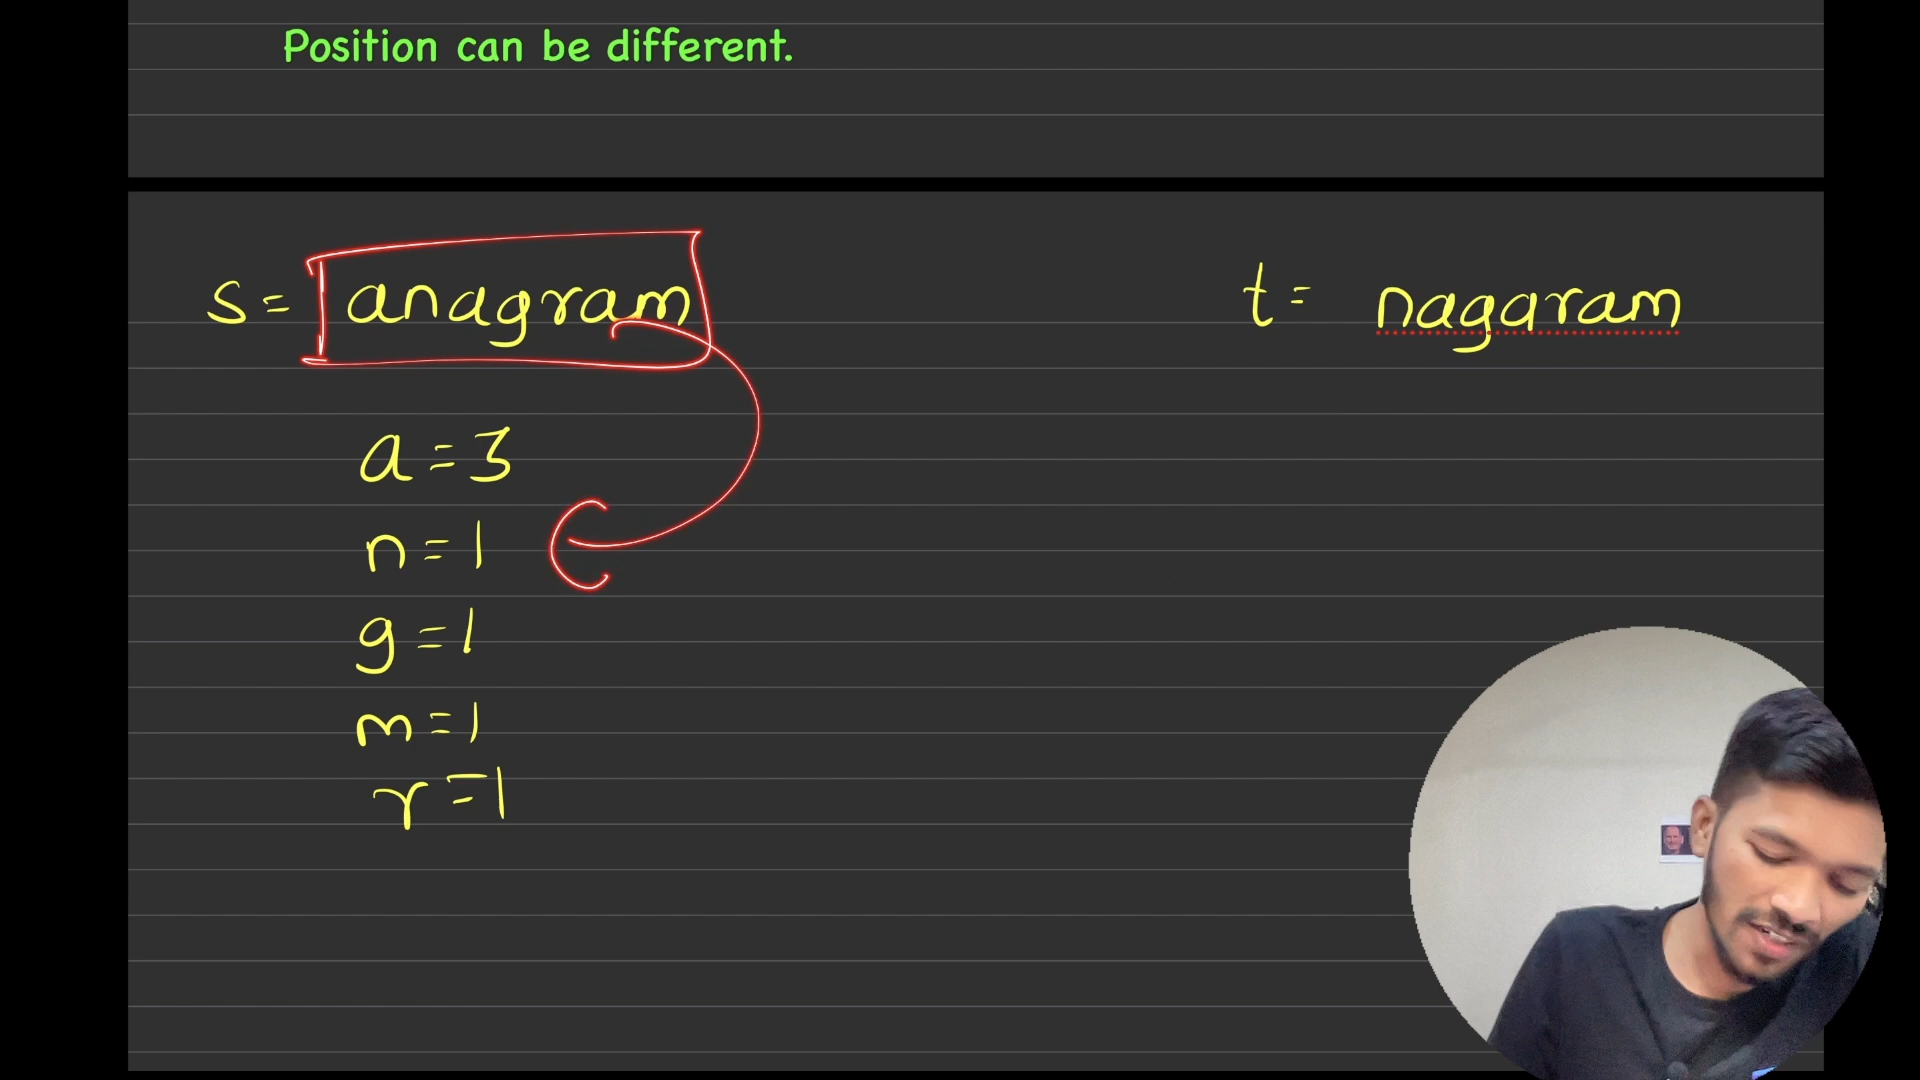 Position can be different.
s = anagram
t = nagaram
a = 3
n = 1
g = 1
m = 1
r = 1